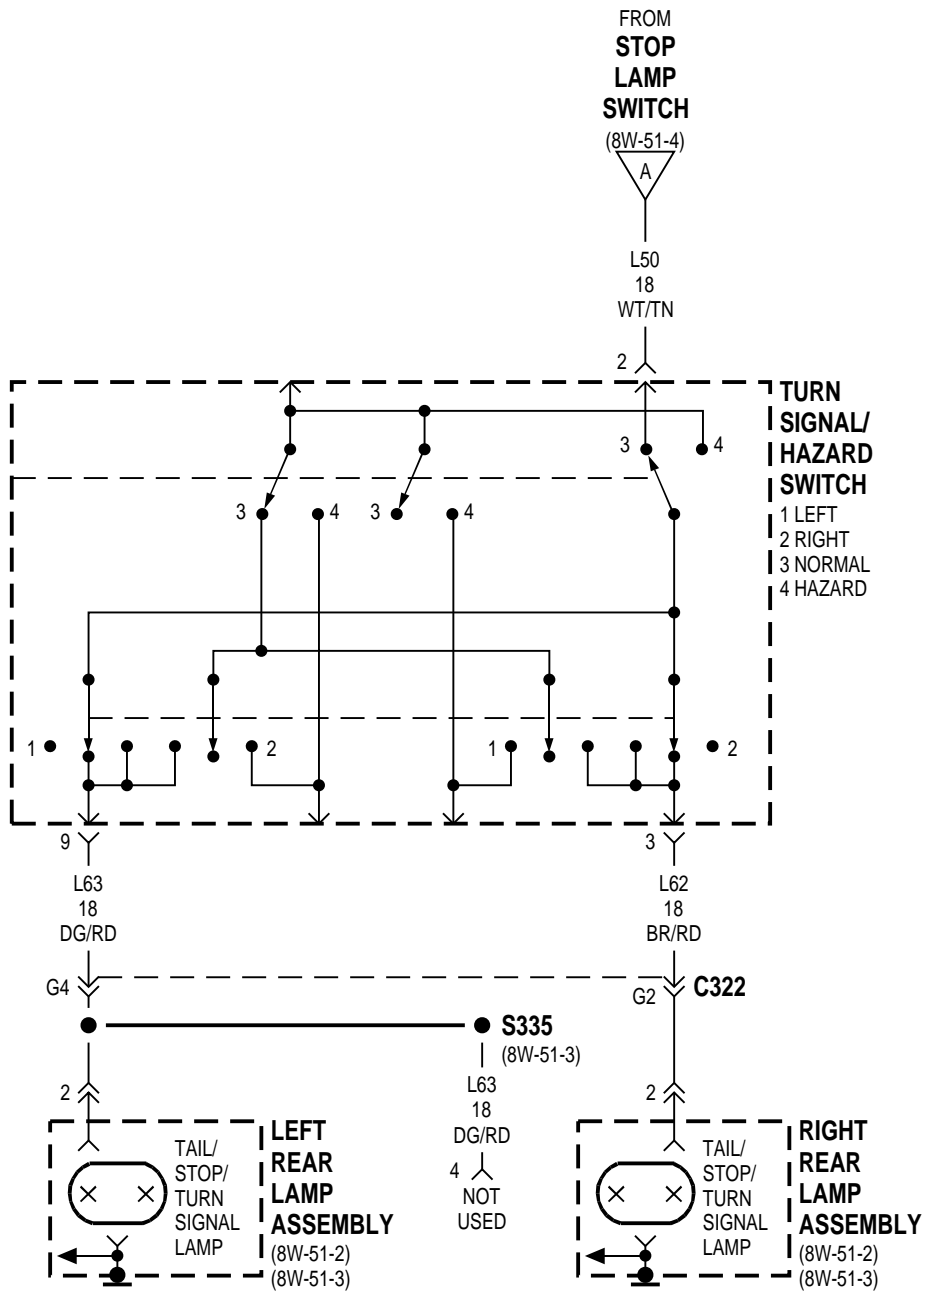 FROM
STOP
LAMP
SWITCH
(8W-51-4)
A
L50
18
WT/TN
2
TURN
SIGNAL/
HAZARD
SWITCH
1 LEFT
2 RIGHT
3 NORMAL
4 HAZARD
3 4
3 4 3 4
1 2 1 2
9 3
L63
18
DG/RD
L62
18
BR/RD
G4
G2
C322
S335
(8W-51-3)
L63
18
DG/RD
4
NOT
USED
2
LEFT
REAR
LAMP
ASSEMBLY
(8W-51-2)
(8W-51-3)
TAIL/
STOP/
TURN
SIGNAL
LAMP
2
RIGHT
REAR
LAMP
ASSEMBLY
(8W-51-2)
(8W-51-3)
TAIL/
STOP/
TURN
SIGNAL
LAMP